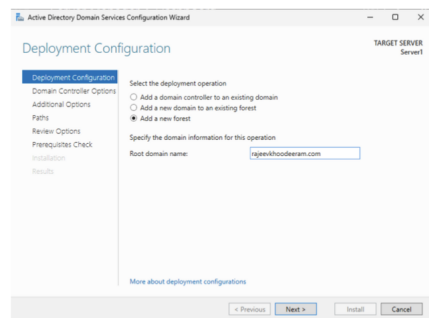 Active Directory Domain Services Configuration Wizard
Deployment Configuration
TARGET SERVER
Server1
Deployment Configuration
Domain Controller Options
Additional Options
Paths
Review Options
Prerequisites Check
Installation
Results
Select the deployment operation
Add a domain controller to an existing domain
Add a new domain to an existing forest
Add a new forest
Specify the domain information for this operation
Root domain name: rajeevkhoodeeram.com
More about deployment configurations
< Previous Next > Install Cancel